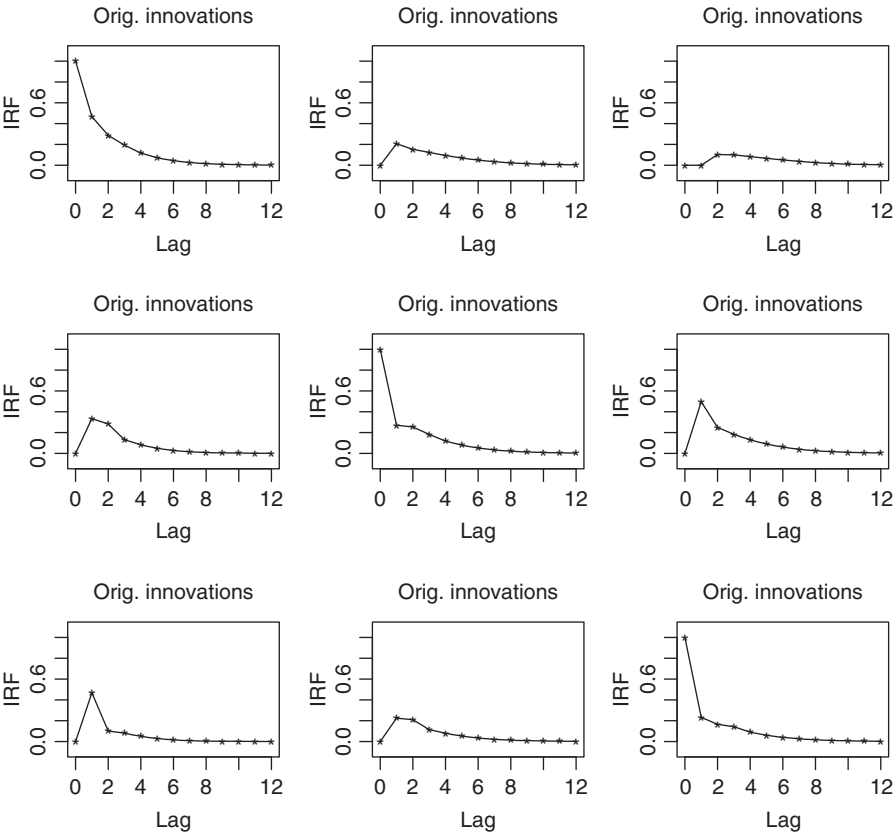 Orig. innovations Orig. innovations Orig. innovations
IRF 0.0 0.6 IRF 0.0 0.6 IRF 0.0 0.6
0 2 4 6 8 12 0 2 4 6 8 12 0 2 4 6 8 12
Lag Lag Lag
Orig. innovations Orig. innovations Orig. innovations
IRF 0.0 0.6 IRF 0.0 0.6 IRF 0.0 0.6
0 2 4 6 8 12 0 2 4 6 8 12 0 2 4 6 8 12
Lag Lag Lag
Orig. innovations Orig. innovations Orig. innovations
IRF 0.0 0.6 IRF 0.0 0.6 IRF 0.0 0.6
0 2 4 6 8 12 0 2 4 6 8 12 0 2 4 6 8 12
Lag Lag Lag